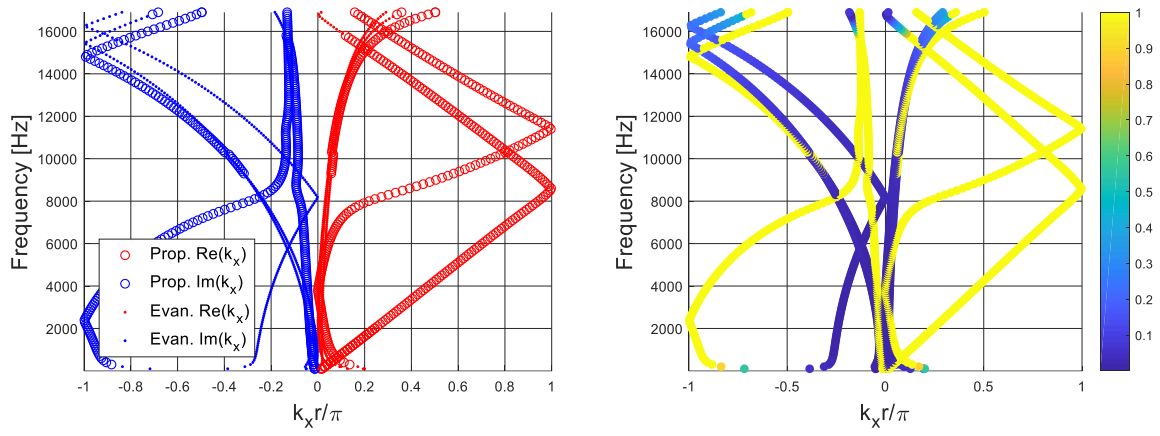 16000
14000
12000
10000
8000
6000
4000
2000
Frequency [Hz]
Prop. Re(kₓ)
Prop. Im(kₓ)
Evan. Re(kₓ)
Evan. Im(kₓ)
-1 -0.8 -0.6 -0.4 -0.2 0 0.2 0.4 0.6 0.8 1
kₓr/π
16000
14000
12000
10000
8000
6000
4000
2000
Frequency [Hz]
-1 -0.5 0 0.5 1
kₓr/π
1
0.9
0.8
0.7
0.6
0.5
0.4
0.3
0.2
0.1